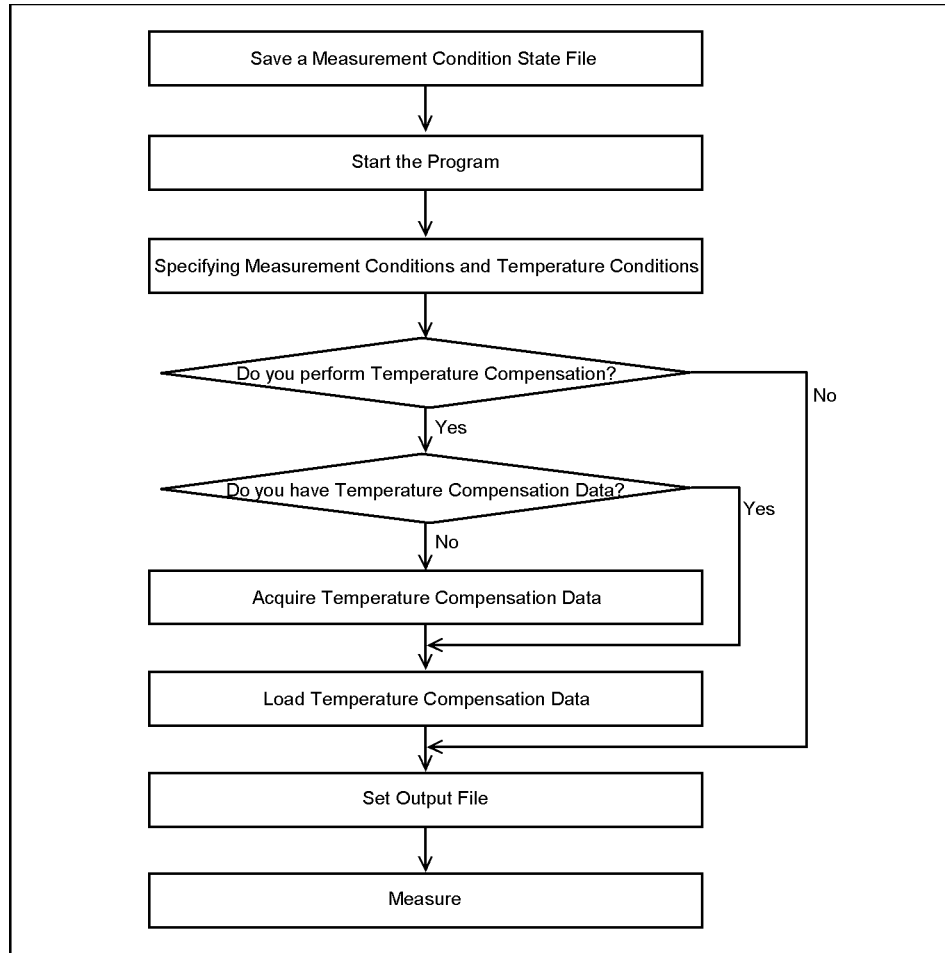 Save a Measurement Condition State File
Start the Program
Specifying Measurement Conditions and Temperature Conditions
Do you perform Temperature Compensation?
No
Yes
Do you have Temperature Compensation Data?
Yes
No
Acquire Temperature Compensation Data
Load Temperature Compensation Data
Set Output File
Measure